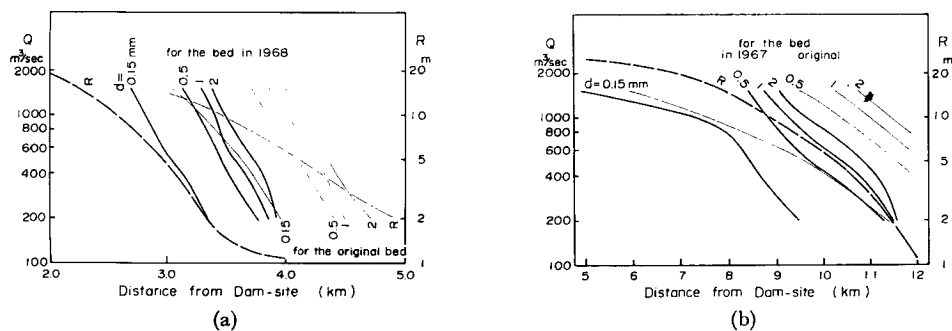 Q
m³/sec
2000
1000
800
600
400
200
100
R
d=
0.15 mm
0.5
1
2
for the bed in 1968
0.15
0.5
1
2
R
for the original bed
R
m
20
10
5
2
1
2.0
3.0
4.0
5.0
Distance from Dam-site (km)
(a)
Q
m³/sec
2000
1000
800
600
400
200
100
d=0.15 mm
for the bed
in 1967 original
R
0.5
1
2
0.5
1
2
R
m
20
10
5
2
1
5
6
7
8
9
10
11
12
Distance from Dam-site (km)
(b)